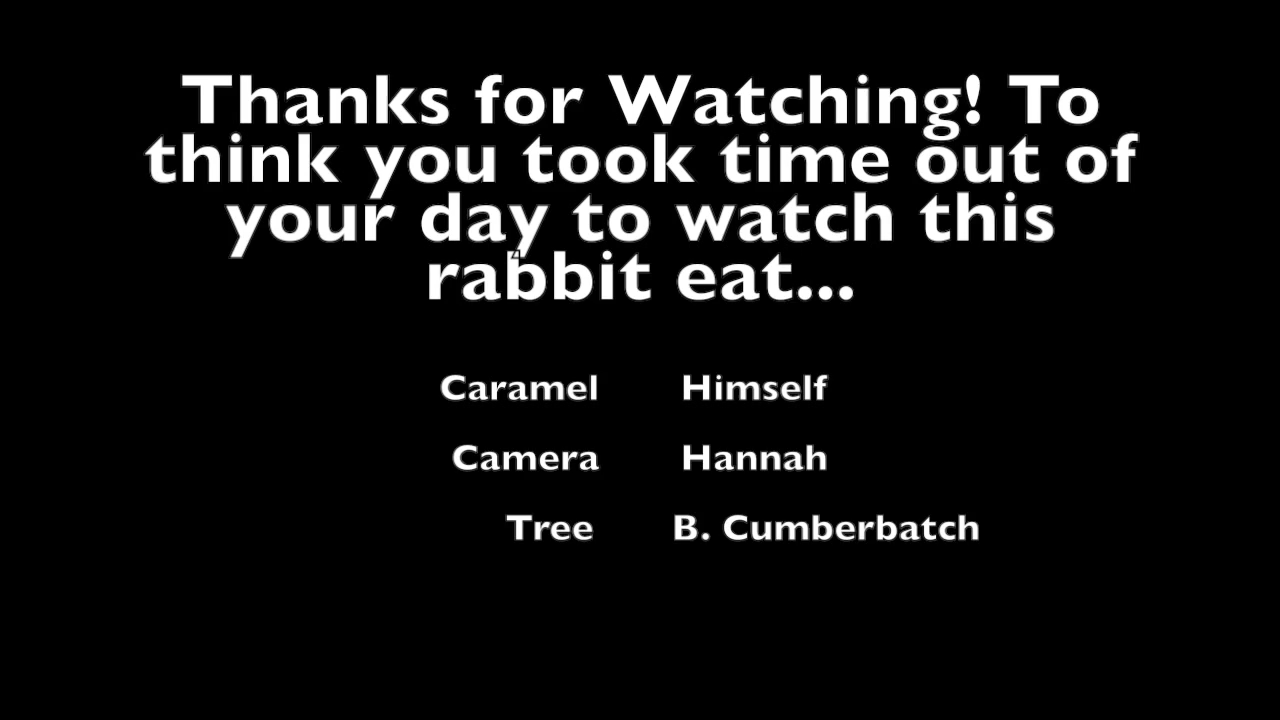 Thanks for Watching! To
think you took time out of
your day to watch this
rabbit eat...
Caramel Himself
Camera Hannah
Tree B. Cumberbatch